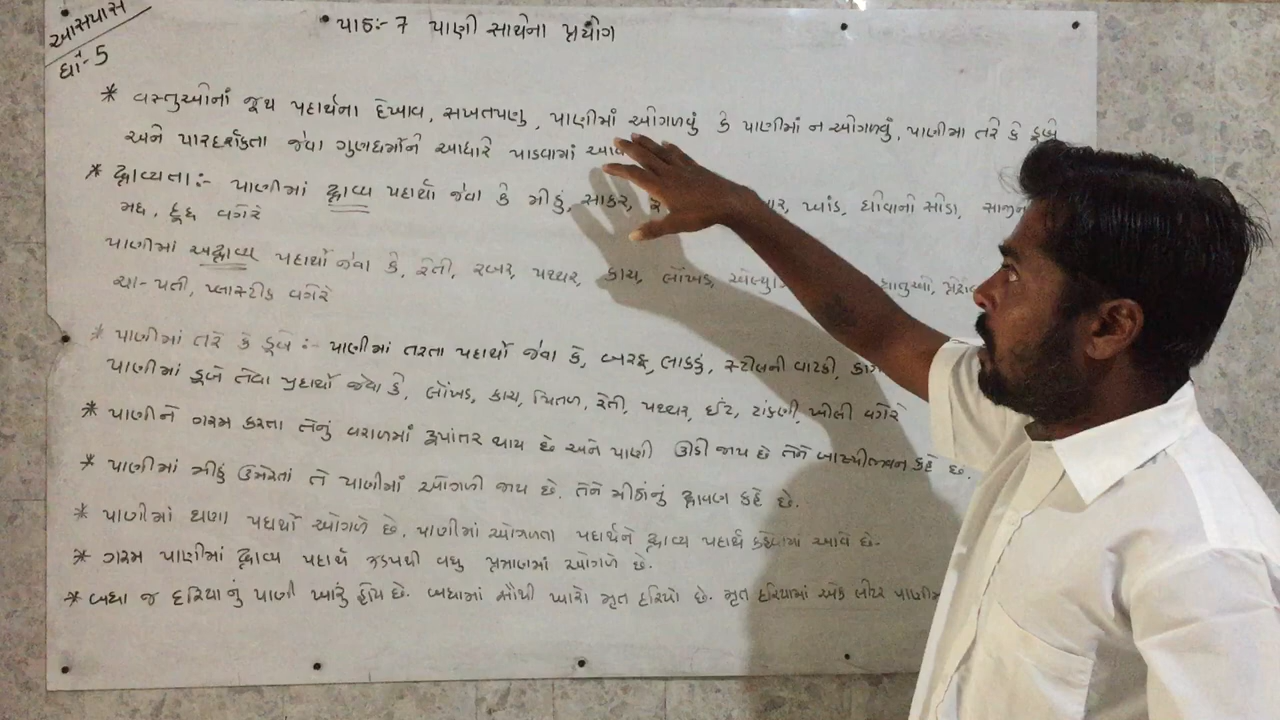 આસપાસ
ધો-5
પાઠ:- 7 પાણી સાથેના પ્રયોગ
* વસ્તુઓનાં જૂથ પદાર્થના દેખાવ, સખતપણુ, પાણીમાં ઓગળવું કે પાણીમાં ન ઓગળવું, પાણીમા તરે કે ડૂબે
અને પારદર્શકતા જેવા ગુણધર્મોને આધારે પાડવામાં
* દ્રાવ્યતા:- પાણીમાં દ્રાવ્ય પદાર્થો જેવા કે મીઠું, સાકર, ખાંડ, ધોવાનો સોડા,
મધ, દૂધ વગેરે
પાણીમાં અદ્રાવ્ય પદાર્થો જેવા કે, રેતી, રબર, પથ્થર, કાચ, લોખંડ, ધાતુઓ,
ચા-પતી, પ્લાસ્ટીક વગેરે
* પાણીમાં તરે કે ડૂબે:- પાણીમાં તરતા પદાર્થો જેવા કે, બરફ, લાકડું, સ્ટીલની વાટકી,
પાણીમાં ડૂબે તેવા પદાર્થો જેવા કે, લોંખડ, કાચ, પિતળ, રેતી, પથ્થર, ઈંટ, ટાંકણી, ખીલી વગેરે
* પાણીને ગરમ કરતા તેનું વરાળમાં રૂપાંતર થાય છે અને પાણી ઊડી જાય છે તેને બાષ્પીભવન કહે છે.
* પાણીમાં મીઠું ઉમેરતાં તે પાણીમાં ઓગળી જાય છે. તેને મીઠાંનું દ્રાવણ કહે છે.
* પાણીમાં ઘણા પદાર્થો ઓગળે છે. પાણીમાં ઓગળતા પદાર્થને દ્રાવ્ય પદાર્થ કહેવામાં આવે છે.
* ગરમ પાણીમાં દ્રાવ્ય પદાર્થ ઝડપથી વધુ પ્રમાણમાં ઓગળે છે.
* બધા જ દરિયાનું પાણી ખારું હોય છે. બધામાં સૌથી ખારો મૃત દરિયો છે. મૃત દરિયામાં એક લીટર